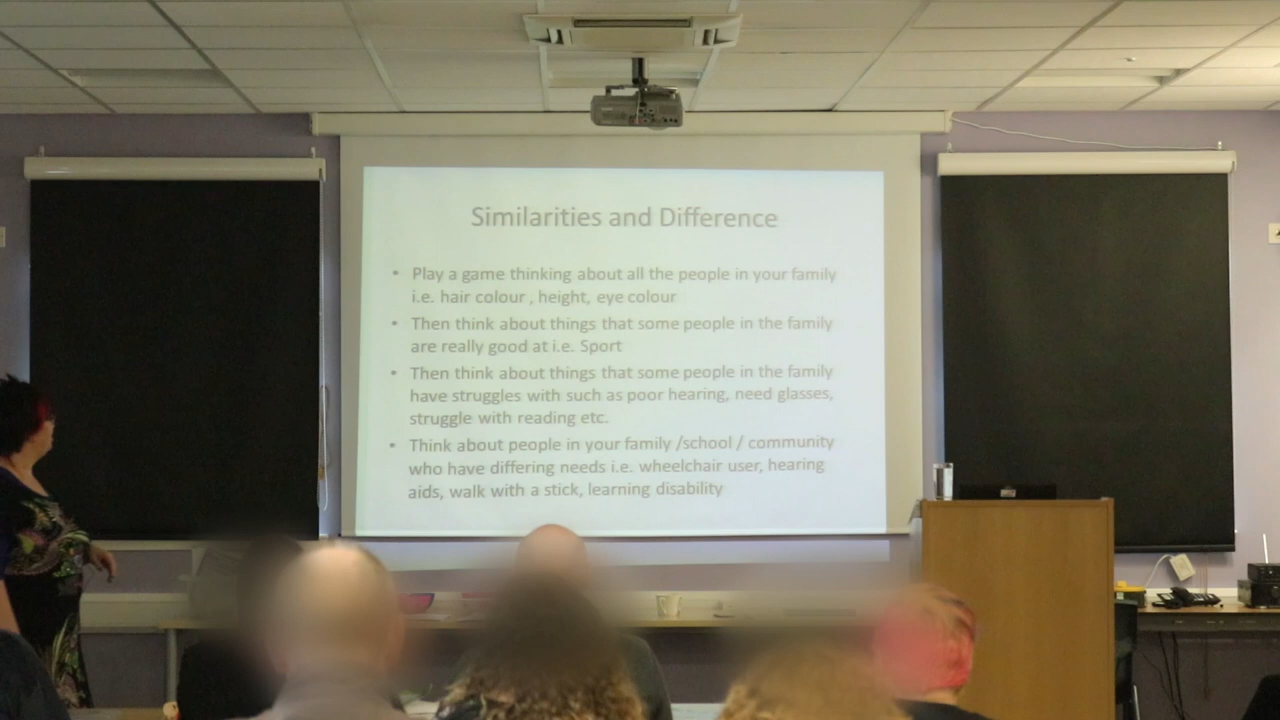 Similarities and Difference
• Play a game thinking about all the people in your family
i.e. hair colour , height, eye colour
• Then think about things that some people in the family
are really good at i.e. Sport
• Then think about things that some people in the family
have struggles with such as poor hearing, need glasses,
struggle with reading etc.
• Think about people in your family /school / community
who have differing needs i.e. wheelchair user, hearing
aids, walk with a stick, learning disability